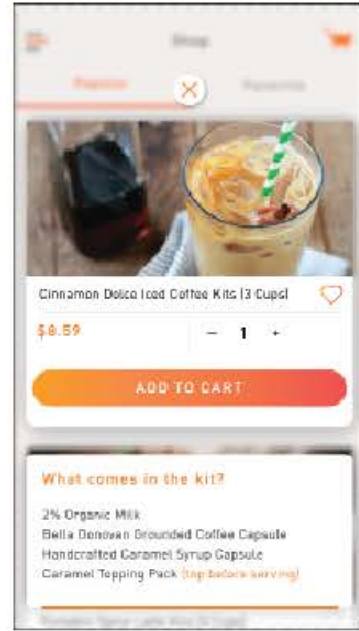 Shop
Cinnamon Dolce Iced Coffee Kits (3 Cups)
$8.59
– 1 +
ADD TO CART
What comes in the kit?
2% Organic Milk
Bella Donovan Grounded Coffee Capsule
Handcrafted Caramel Syrup Capsule
Caramel Topping Pack (top before serving)